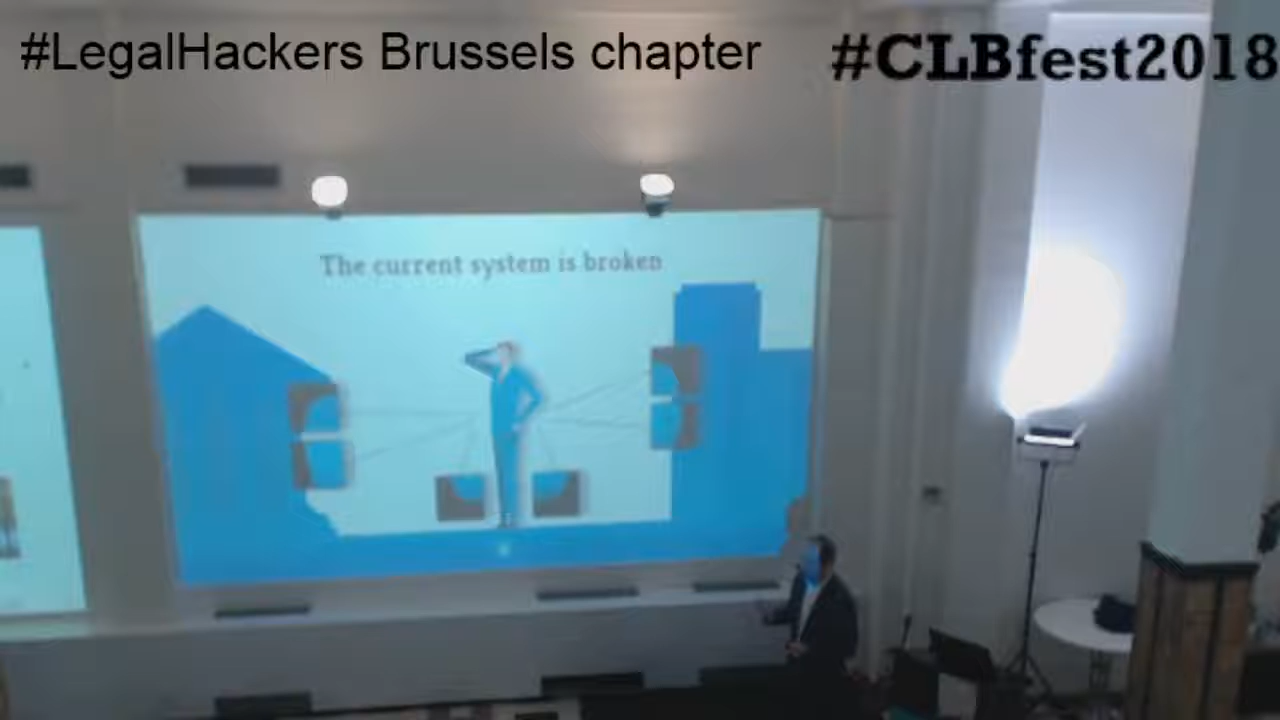 #LegalHackers Brussels chapter
#CLBfest2018
The current system is broken